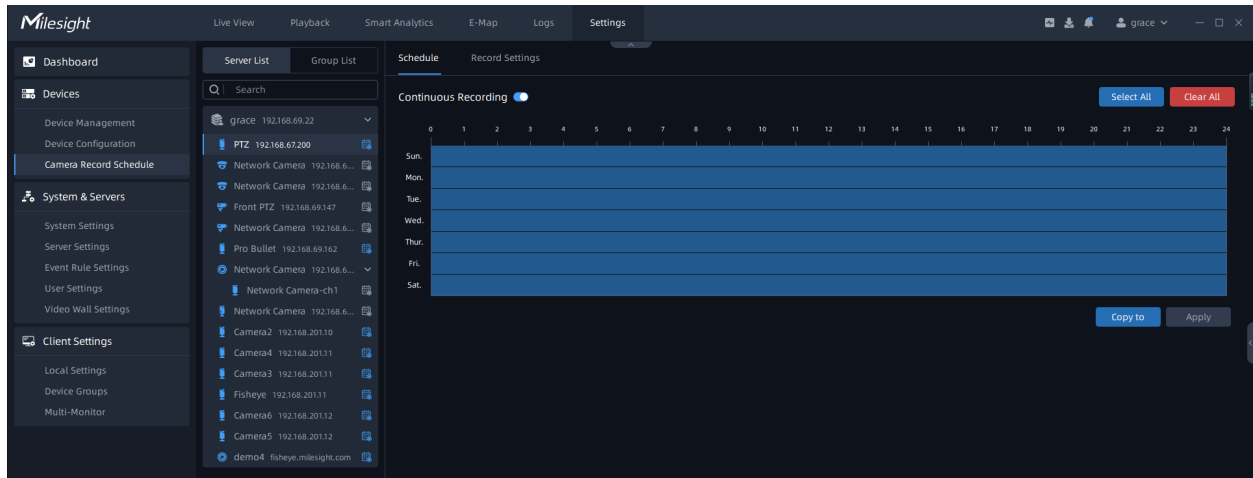 Milesight
Live View Playback Smart Analytics E-Map Logs Settings grace
Dashboard
Devices
Device Management
Device Configuration
Camera Record Schedule
System & Servers
System Settings
Server Settings
Event Rule Settings
User Settings
Video Wall Settings
Client Settings
Local Settings
Device Groups
Multi-Monitor
Server List Group List
Search
grace 192.168.69.22
PTZ 192.168.67.200
Network Camera 192.168.6...
Network Camera 192.168.6...
Front PTZ 192.168.69.147
Network Camera 192.168.6...
Pro Bullet 192.168.69.162
Network Camera 192.168.6...
Network Camera-ch1
Network Camera 192.168.6...
Camera2 192.168.201.10
Camera4 192.168.201.11
Camera3 192.168.201.11
Fisheye 192.168.201.11
Camera6 192.168.201.12
Camera5 192.168.201.12
demo4 fisheye.milesight.com
Schedule Record Settings
Continuous Recording Select All Clear All
0 1 2 3 4 5 6 7 8 9 10 11 12 13 14 15 16 17 18 19 20 21 22 23 24
Sun.
Mon.
Tue.
Wed.
Thur.
Fri.
Sat.
Copy to Apply